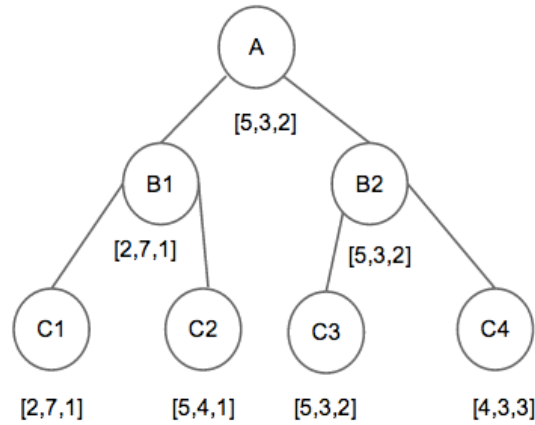 A
[5,3,2]
B1
B2
[2,7,1]
[5,3,2]
C1
C2
C3
C4
[2,7,1]
[5,4,1]
[5,3,2]
[4,3,3]